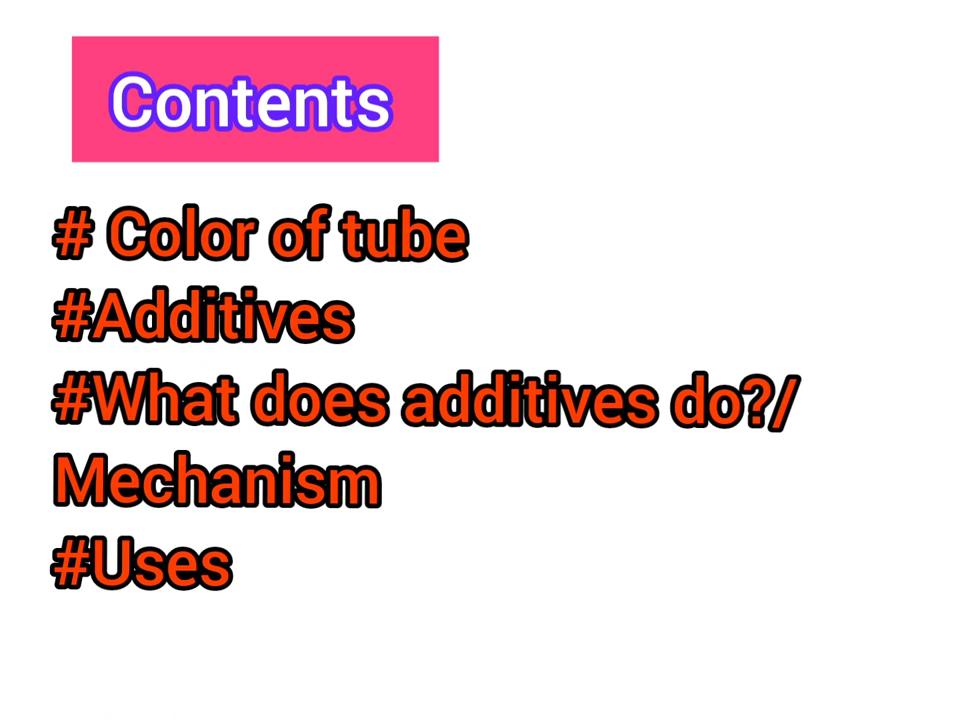 Contents
# Color of tube
#Additives
#What does additives do?/
Mechanism
#Uses